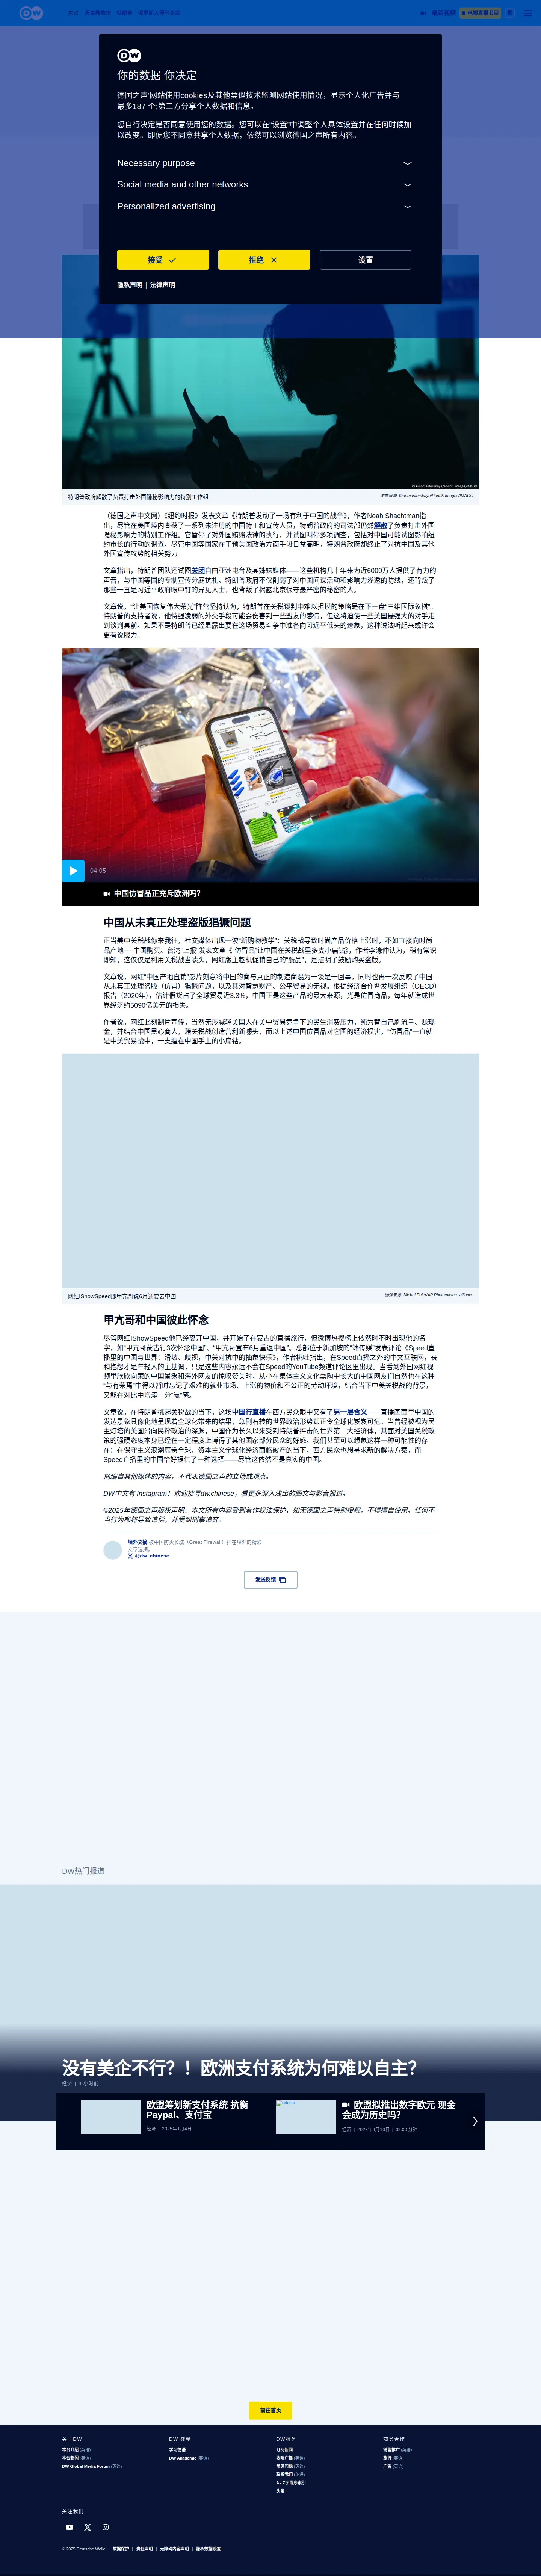 DW
你的数据 你决定
德国之声'网站使用cookies及其他类似技术监测网站使用情况，显示个人化广告并与
最多187 个;第三方分享个人数据和信息。
您自行决定是否同意使用您的数据。您可以在"设置"中调整个人具体设置并在任何时候加
以改变。即便您不同意共享个人数据，依然可以浏览德国之声所有内容。
Necessary purpose
Social media and other networks
Personalized advertising
接受
拒绝
设置
隐私声明 | 法律声明
特朗普政府解散了负责打击外国隐秘影响力的特别工作组
（德国之声中文网）《纽约时报》发表文章《特朗普发动了一场有利于中国的战争》，作者Noah Shachtman指
出，尽管在美国境内查获了一系列未注册的中国特工和宣传人员，特朗普政府的司法部仍然解散了负责打击外国
隐秘影响力的特别工作组。它暂停了对外国贿赂法律的执行，并试图叫停多项调查，包括对中国可能试图影响纽
约市长的行动的调查。尽管中国等国家在干预美国政治方面手段日益高明，特朗普政府却终止了对抗中国及其他
外国宣传攻势的相关努力。
文章指出，特朗普团队还试图关闭自由亚洲电台及其姊妹媒体——这些机构几十年来为近6000万人提供了有力的
声音，与中国等国的专制宣传分庭抗礼。特朗普政府不仅削弱了对中国间谍活动和影响力渗透的防线，还背叛了
那些一直是习近平政府眼中钉的异见人士，也背叛了揭露北京保守最严密的秘密的人。
文章说，“让美国恢复伟大荣光”阵营坚持认为，特朗普在关税谈判中难以捉摸的策略是在下一盘“三维国际象棋”。
特朗普的支持者说，他恃强凌弱的外交手段可能会伤害到一些盟友的感情，但这将迫使一些美国最强大的对手走
到谈判桌前。如果不是特朗普已经显露出要在这场贸易斗争中准备向习近平低头的迹象，这种说法听起来或许会
更有说服力。
04:05
中国仿冒品正充斥欧洲吗？
中国从未真正处理盗版猖獗问题
正当美中关税战你来我往，社交媒体出现一波“新购物教学”：关税战导致时尚产品价格上涨时，不如直接向时尚
品产地──中国购买。台湾“上报”发表文章《“仿冒品”让中国在关税战里多支小扁钻》，作者李濠仲认为，稍有常识
即知，这不仅是利用关税战当噱头，网红版主趁机促销自己的“赝品”，是摆明了鼓励购买盗版。
文章说，网红“中国产地直销”影片刻意将中国的商与真正的制造商混为一谈是一回事，同时也再一次反映了中国
从未真正处理盗版（仿冒）猖獗问题，以及其对智慧财产、公平贸易的无视。根据经济合作暨发展组织（OECD）
报告（2020年），估计假货占了全球贸易近3.3%，中国正是这些产品的最大来源，光是仿冒商品，每年就造成世
界经济约5090亿美元的损失。
作者说，网红此刻制片宣传，当然无涉减轻美国人在美中贸易竞争下的民生消费压力，纯为替自己刷流量、赚现
金，并结合中国黑心商人，藉关税战创造营利新噱头，而以上述中国仿冒品对它国的经济损害，“仿冒品”一直就
是中美贸易战中，一支握在中国手上的小扁钻。
网红IShowSpeed即甲亢哥说6月还要去中国
图像来源: Michel Euler/AP Photo/picture alliance
甲亢哥和中国彼此怀念
尽管网红IShowSpeed他已经离开中国，并开始了在蒙古的直播旅行，但微博热搜榜上依然时不时出现他的名
字，如“甲亢哥蒙古行3次怀念中国”、“甲亢哥宣布6月重返中国”。总部位于新加坡的“端传媒”发表评论《Speed直
播里的中国与世界：滑坡、歧视，中美对抗中的抽象快乐》，作者桃吐指出，在Speed直播之外的中文互联网，丧
和抱怨才是年轻人的主基调，只是这些内容永远不会在Speed的YouTube频道评论区里出现。当看到外国网红视
频里欣欣向荣的中国景象和海外网友的惊叹赞美时，从小在集体主义文化熏陶中长大的中国网友们自然也在这种
“与有荣焉”中得以暂时忘记了艰难的就业市场、上涨的物价和不公正的劳动环境，结合当下中美关税战的背景，
又能在对比中增添一分“赢”感。
文章说，在特朗普挑起关税战的当下，这场中国行直播在西方民众眼中又有了另一层含义——直播画面里中国的
发达景象具像化地呈现着全球化带来的结果，急剧右转的世界政治形势却正令全球化岌岌可危。当曾经被视为民
主灯塔的美国滑向民粹政治的深渊，中国作为长久以来受到特朗普抨击的世界第二大经济体，其面对美国关税政
策的强硬态度本身已经在一定程度上博得了其他国家部分民众的好感。我们甚至可以想象这样一种可能性的存
在：在保守主义浪潮席卷全球、资本主义全球化经济面临破产的当下，西方民众也想寻求新的解决方案，而
Speed直播里的中国恰好提供了一种选择——尽管这依然不是真实的中国。
摘编自其他媒体的内容，不代表德国之声的立场或观点。
DW中文有 Instagram！欢迎搜寻dw.chinese，看更多深入浅出的图文与影音报道。
©2025年德国之声版权声明：本文所有内容受到着作权法保护，如无德国之声特别授权，不得擅自使用。任何不
当行为都将导致追偿，并受到刑事追究。
墙外文摘 被中国防火长城（Great Firewall）挡在墙外的精彩
文章选摘。
@dw_chinese
发送反馈
DW热门报道
没有美企不行？！ 欧洲支付系统为何难以自主？
经济 | 4 小时前
欧盟筹划新支付系统 抗衡
Paypal、支付宝
经济 | 2025年1月4日
欧盟拟推出数字欧元 现金
会成为历史吗？
前往首页
关于DW
本台介绍 (英语)
本台新闻 (英语)
DW Global Media Forum (英语)
DW 教學
学习德语
DW Akademie (英语)
DW服务
订阅新闻
收听广播 (英语)
常见问题 (英语)
联系我们 (英语)
A - Z字母序索引
头条
商务合作
销售推广 (英语)
旅行 (英语)
广告 (英语)
关注我们
© 2025 Deutsche Welle | 数据保护 | 责任声明 | 无障碍内容声明 | 隐私数据设置